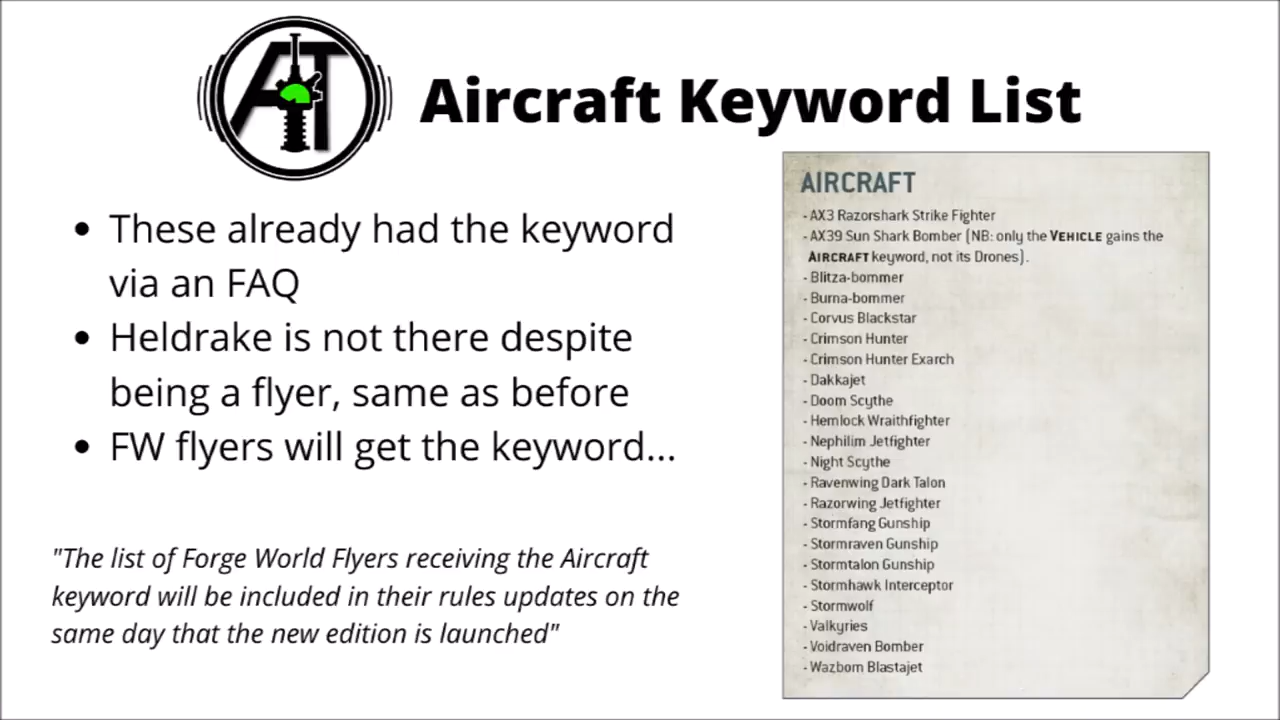 AT
Aircraft Keyword List
• These already had the keyword
via an FAQ
• Heldrake is not there despite
being a flyer, same as before
• FW flyers will get the keyword...
"The list of Forge World Flyers receiving the Aircraft
keyword will be included in their rules updates on the
same day that the new edition is launched"
AIRCRAFT
- AX3 Razorshark Strike Fighter
- AX39 Sun Shark Bomber (NB: only the VEHICLE gains the
AIRCRAFT keyword, not its Drones).
- Blitza-bommer
- Burna-bommer
- Corvus Blackstar
- Crimson Hunter
- Crimson Hunter Exarch
- Dakkajet
- Doom Scythe
- Hemlock Wraithfighter
- Nephilim Jetfighter
- Night Scythe
- Ravenwing Dark Talon
- Razorwing Jetfighter
- Stormfang Gunship
- Stormraven Gunship
- Stormtalon Gunship
- Stormhawk Interceptor
- Stormwolf
- Valkyries
- Voidraven Bomber
- Wazbom Blastajet